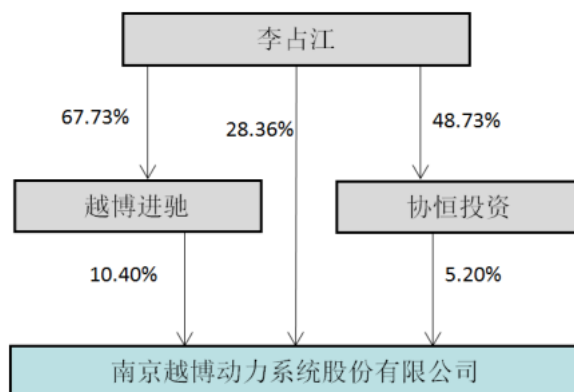 李占江
67.73%
28.36%
48.73%
越博进驰
协恒投资
10.40%
5.20%
南京越博动力系统股份有限公司